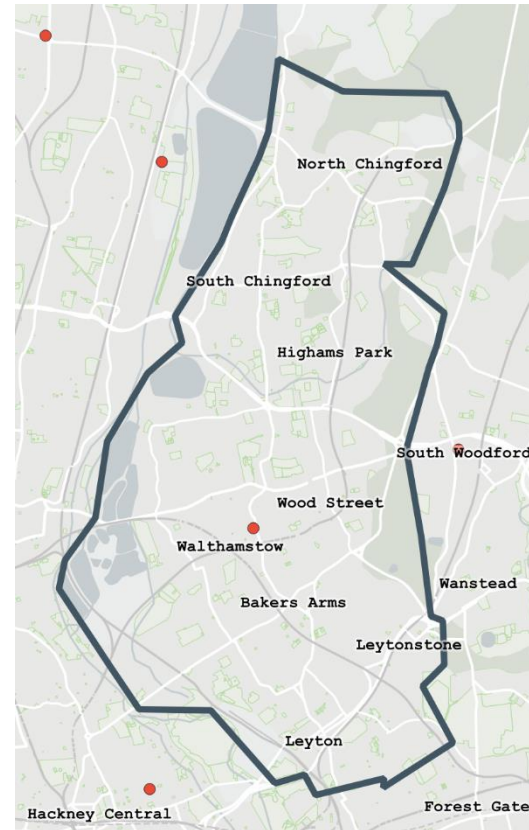 North Chingford
South Chingford
Highams Park
South Woodford
Wood Street
Walthamstow
Wanstead
Bakers Arms
Leytonstone
Leyton
Forest Gate
Hackney Central